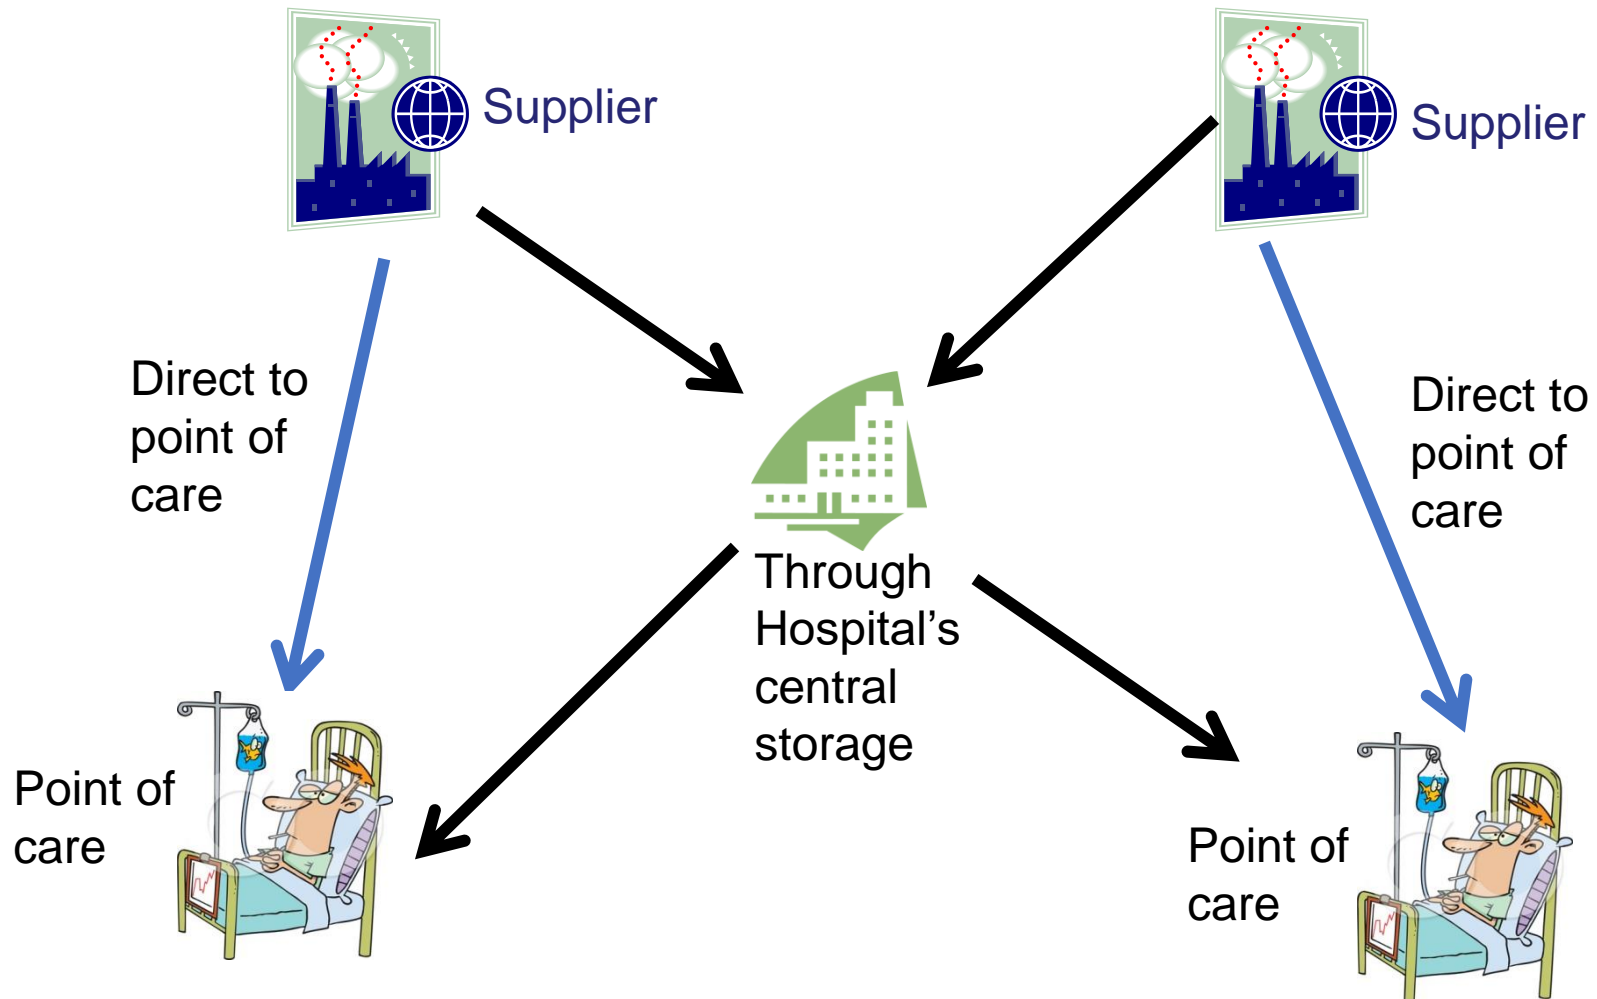 Supplier
Supplier
Direct to
point of
care
Direct to
point of
care
Through
Hospital’s
central
storage
Point of
care
Point of
care